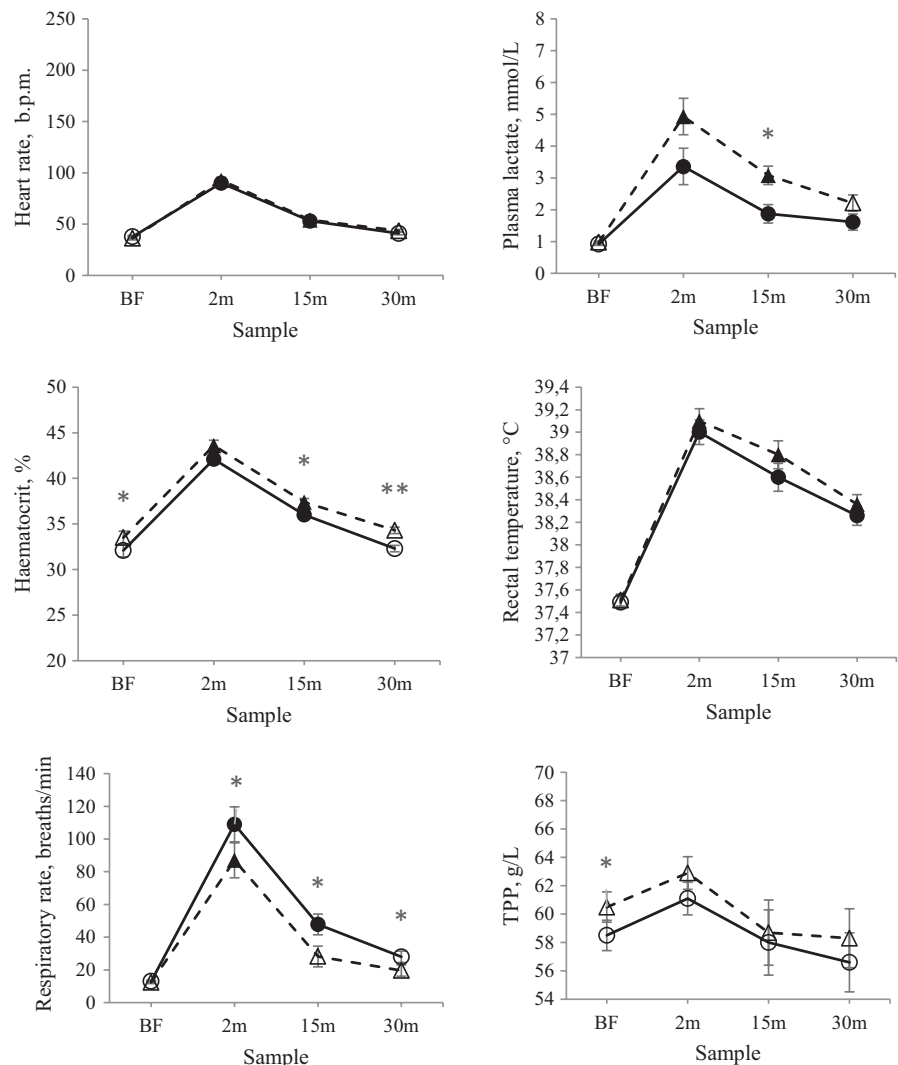 Heart rate, b.p.m.
250
200
150
100
50
0
BF 2m 15m 30m
Sample
Plasma lactate, mmol/L
8
7
6
5
4
3
2
1
0
*
BF 2m 15m 30m
Sample
Haematocrit, %
50
45
40
35
30
25
20
* * **
BF 2m 15m 30m
Sample
Rectal temperature, °C
39,4
39,2
39
38,8
38,6
38,4
38,2
38
37,8
37,6
37,4
37,2
37
BF 2m 15m 30m
Sample
Respiratory rate, breaths/min
140
120
100
80
60
40
20
0
* * *
BF 2m 15m 30m
Sample
TPP, g/L
70
68
66
64
62
60
58
56
54
*
BF 2m 15m 30m
Sample